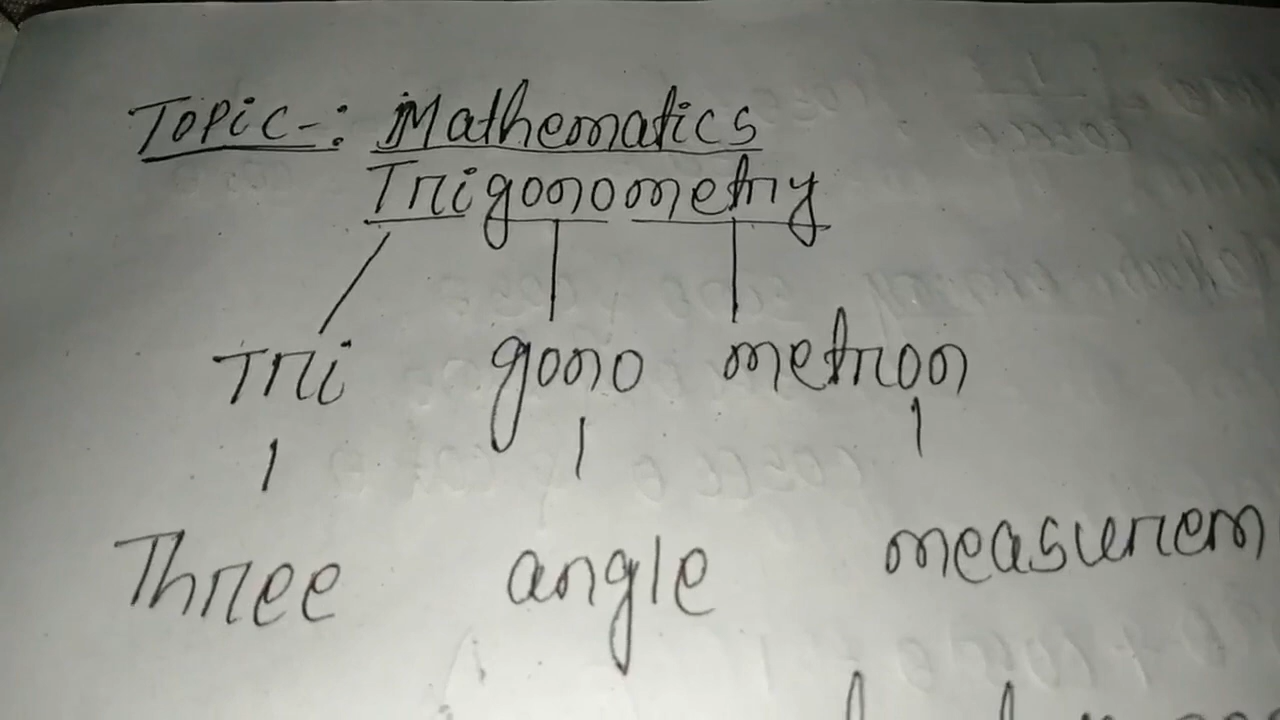 Topic-: Mathematics
Trigonometry
Tri gono metron
Three angle measurem